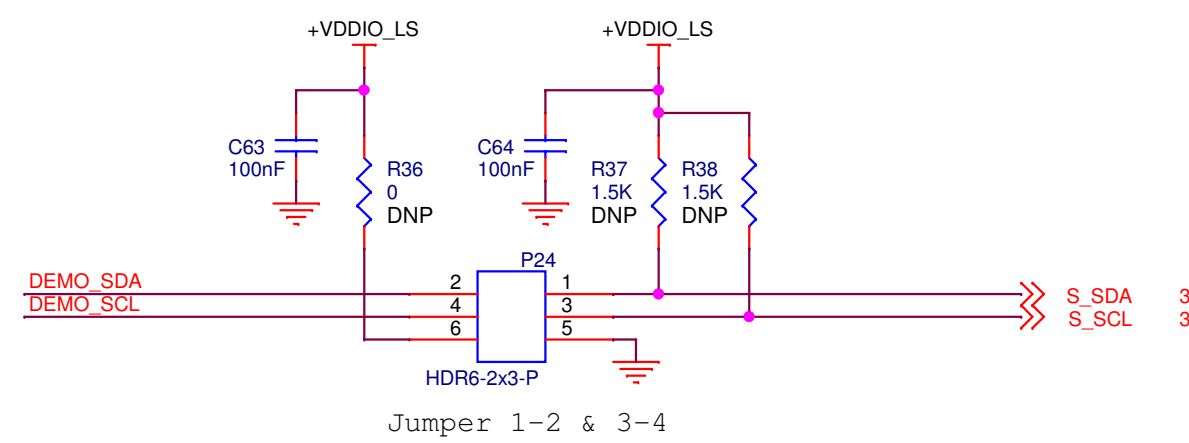 +VDDIO_LS
+VDDIO_LS
C63
100nF
R36
0
DNP
C64
100nF
R37
1.5K
DNP
R38
1.5K
DNP
P24
DEMO_SDA
2
1
S_SDA 3
DEMO_SCL
4
3
S_SCL 3
6
5
HDR6-2x3-P
Jumper 1-2 & 3-4